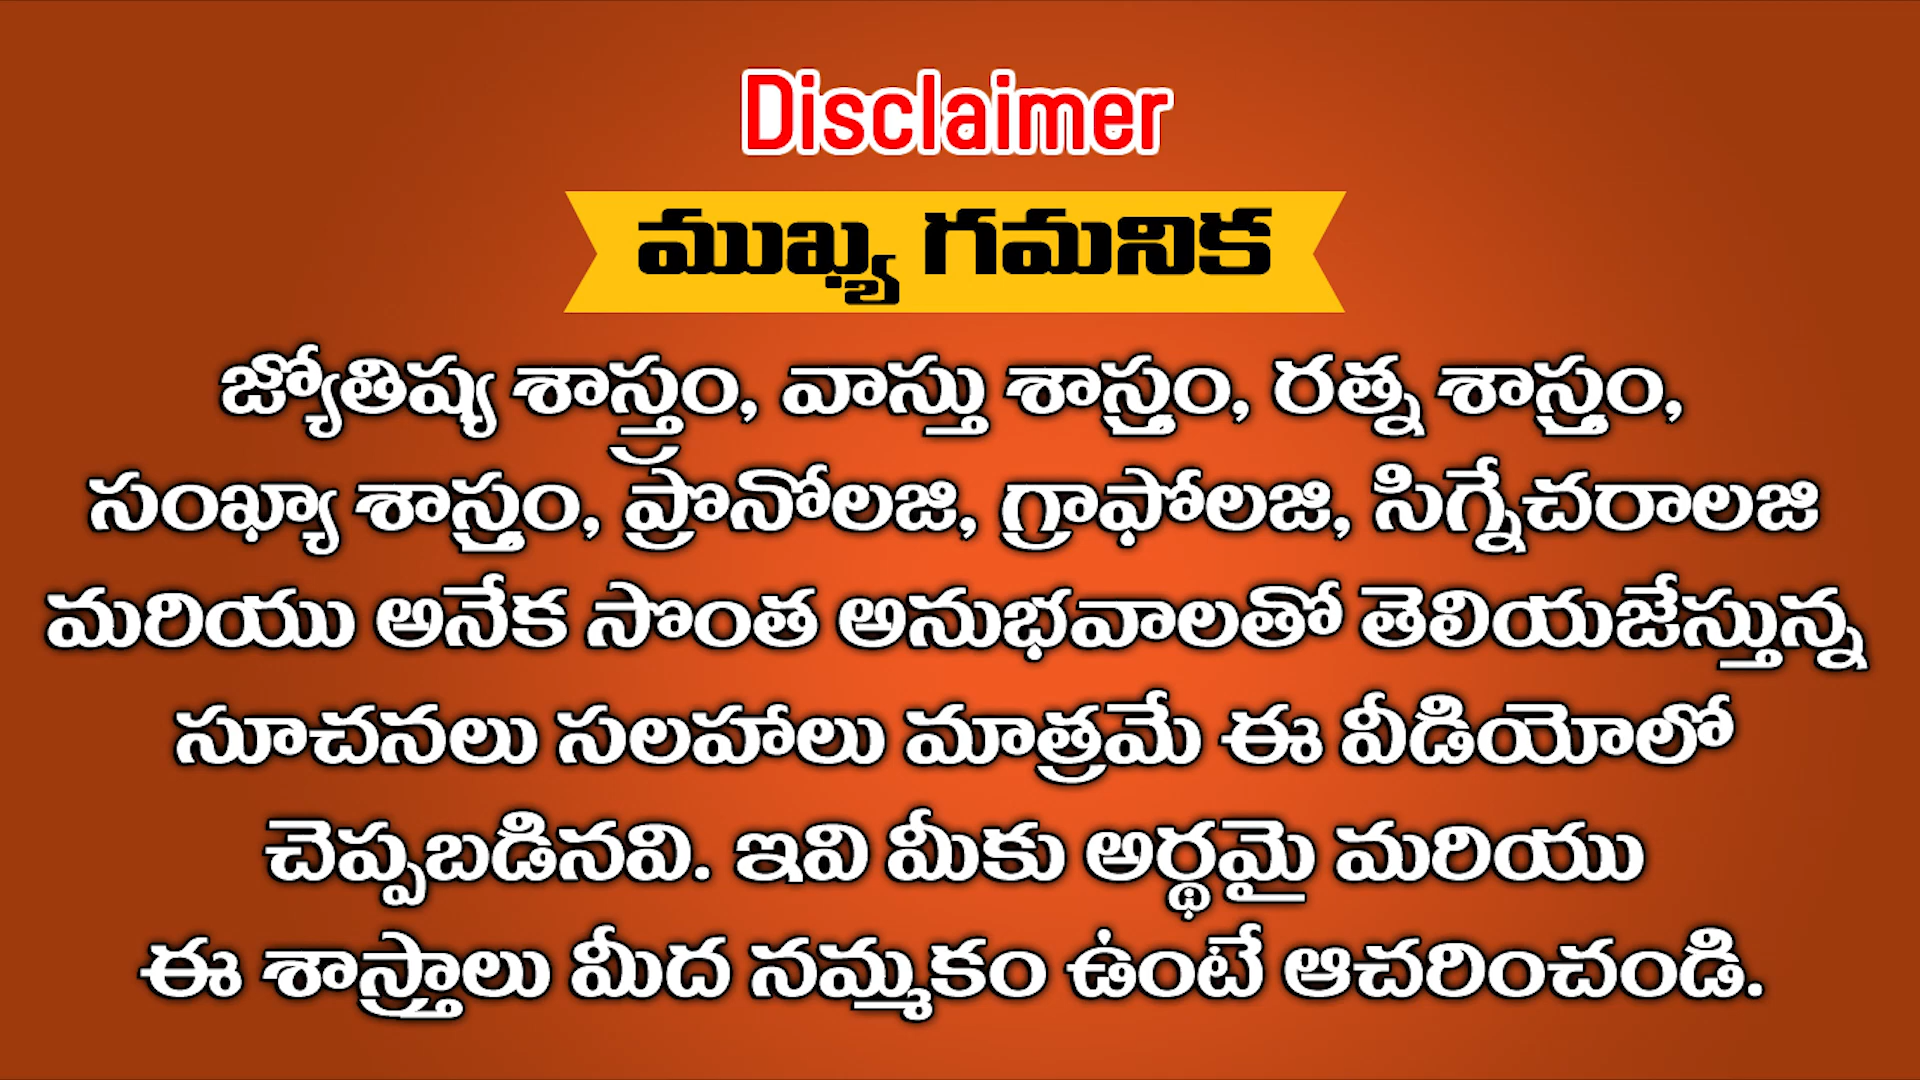 Disclaimer
ముఖ్య గమనిక
జ్యోతిష్య శాస్త్రం, వాస్తు శాస్త్రం, రత్న శాస్త్రం,
సంఖ్యా శాస్త్రం, ప్రొనోలజి, గ్రాఫోలజి, సిగ్నేచరాలజి
మరియు అనేక సొంత అనుభవాలతో తెలియజేస్తున్న
సూచనలు సలహాలు మాత్రమే ఈ వీడియోలో
చెప్పబడినవి. ఇవి మీకు అర్థమై మరియు
ఈ శాస్త్రాలు మీద నమ్మకం ఉంటే ఆచరించండి.